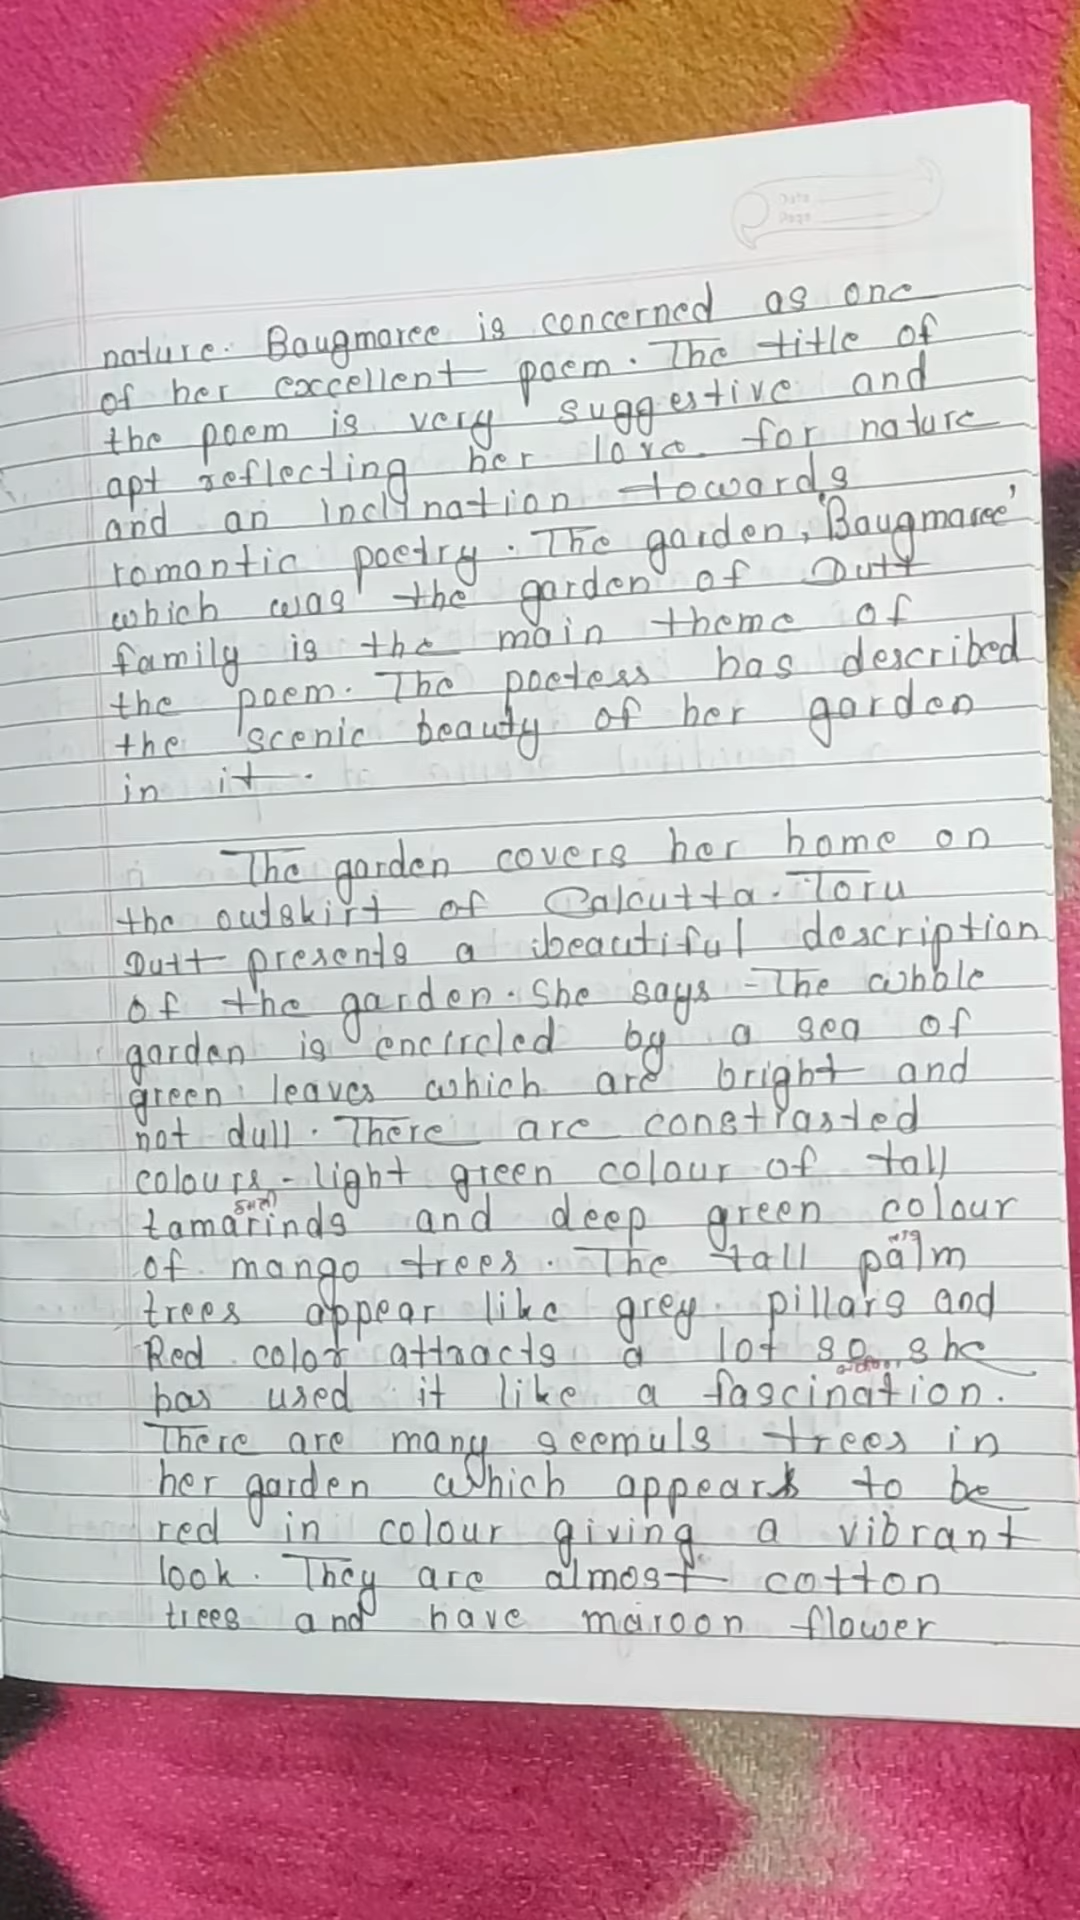 Date
Page
nature. Baugmaree is concerned as one
of her excellent poem. The title of
the poem is very suggestive and
apt reflecting her love for nature
and an inclination towards
romantic poetry. The garden, 'Baugmaree'
which was the garden of Dutt
family is the main theme of
the poem. The poetess has described
the scenic beauty of her garden
in it.
The garden covers her home on
the outskirt of Calcutta. Toru
Dutt presents a beautiful description
of the garden. She says - The whole
garden is encircled by a sea of
green leaves which are bright and
not dull. There are constrasted
colours - light green colour of tall
इमली
tamarinds and deep green colour
of mango trees. The tall palm
trees appear like grey pillars and
Red color attracts a lot so she
has used it like a fascination.
There are many seemuls trees in
her garden which appears to be
red in colour giving a vibrant
look. They are almost cotton
trees and have maroon flower